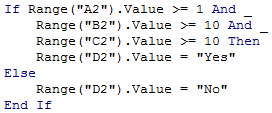 If Range("A2").Value >= 1 And _
    Range("B2").Value >= 10 And _
    Range("C2").Value >= 10 Then
    Range("D2").Value = "Yes"
Else
    Range("D2").Value = "No"
End If